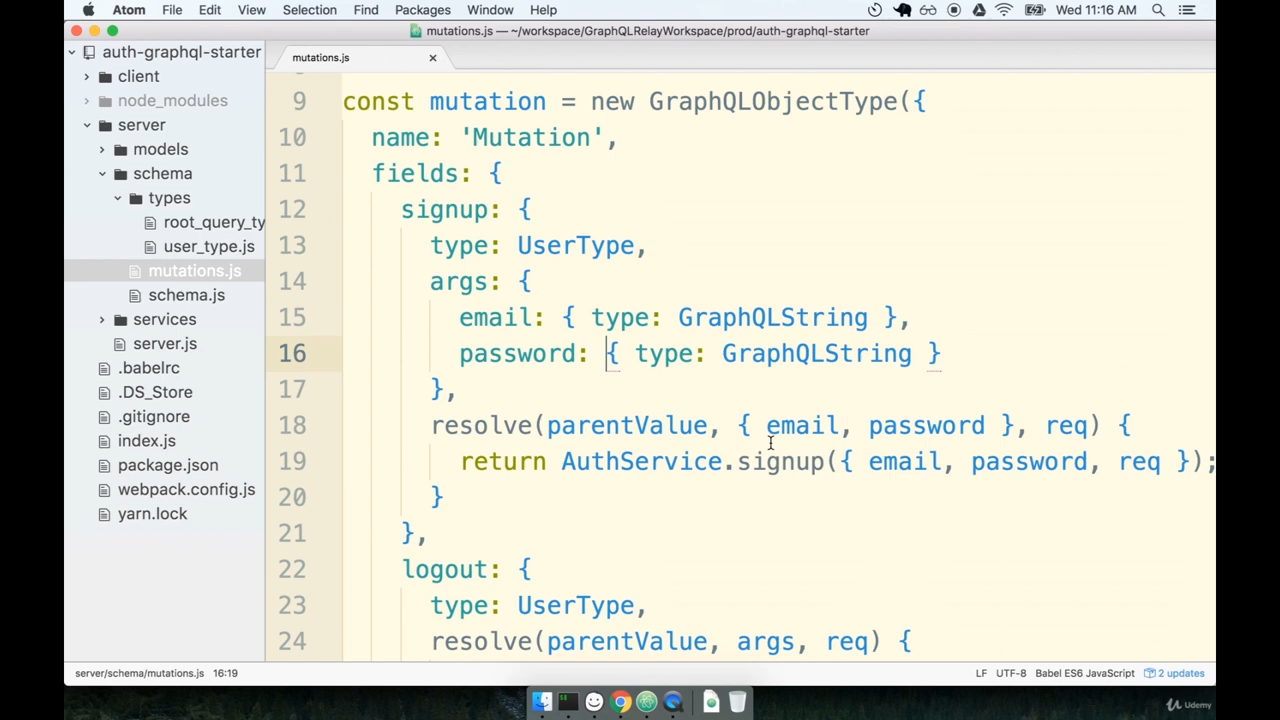 Atom File Edit View Selection Find Packages Window Help Wed 11:16 AM
mutations.js — ~/workspace/GraphQLRelayWorkspace/prod/auth-graphql-starter
auth-graphql-starter
client
node_modules
server
models
schema
types
root_query_ty
user_type.js
mutations.js
schema.js
services
server.js
.babelrc
.DS_Store
.gitignore
index.js
package.json
webpack.config.js
yarn.lock
mutations.js
9 const mutation = new GraphQLObjectType({
10 name: 'Mutation',
11 fields: {
12 signup: {
13 type: UserType,
14 args: {
15 email: { type: GraphQLString },
16 password: { type: GraphQLString }
17 },
18 resolve(parentValue, { email, password }, req) {
19 return AuthService.signup({ email, password, req });
20 }
21 },
22 logout: {
23 type: UserType,
24 resolve(parentValue, args, req) {
server/schema/mutations.js 16:19 LF UTF-8 Babel ES6 JavaScript 2 updates
Udemy